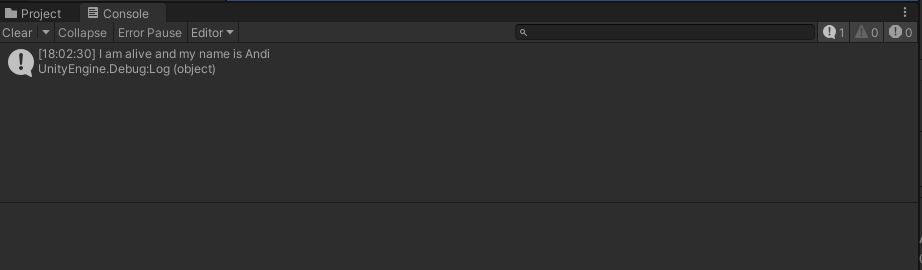 Project Console
Clear Collapse Error Pause Editor 1 0 0
[18:02:30] I am alive and my name is Andi
UnityEngine.Debug:Log (object)